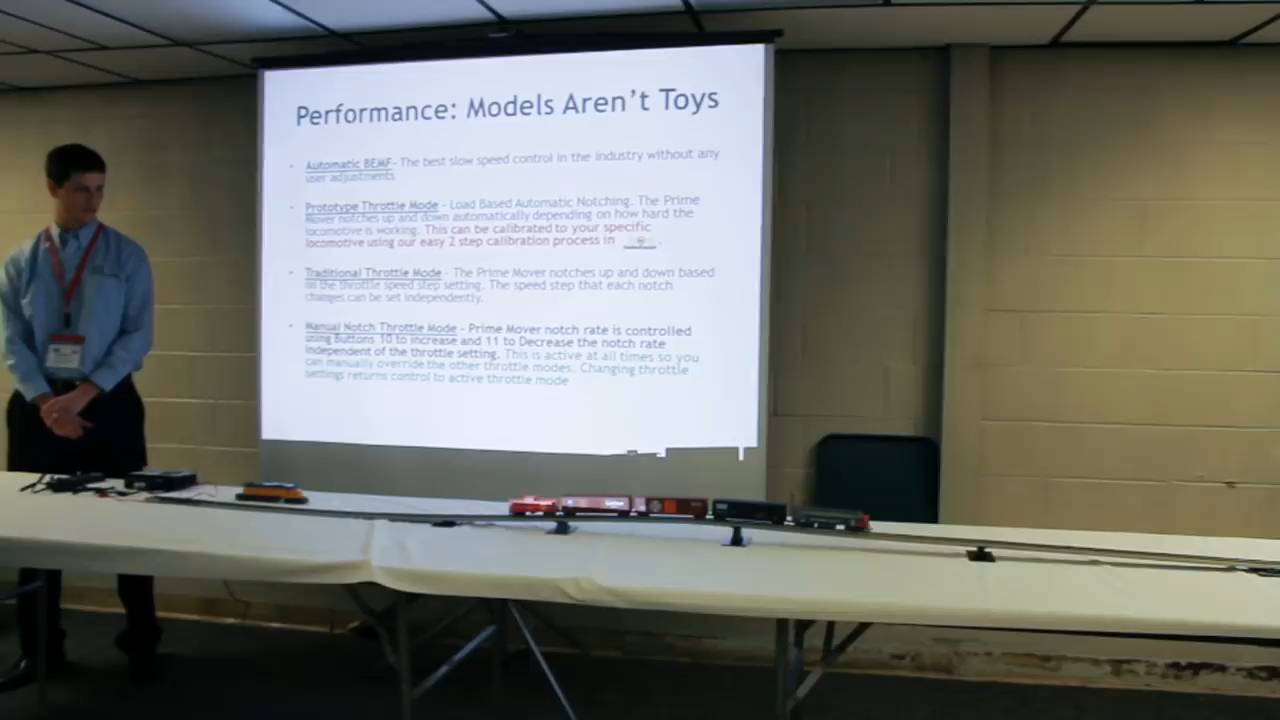 Performance: Models Aren't Toys
Automatic BEMF- The best slow speed control in the industry without any
user adjustments
Prototype Throttle Mode - Load Based Automatic Notching. The Prime
Mover notches up and down automatically depending on how hard the
locomotive is working. This can be calibrated to your specific
locomotive using our easy 2 step calibration process in
Traditional Throttle Mode - The Prime Mover notches up and down based
on the throttle speed step setting. The speed step that each notch
changes can be set independently.
Manual Notch Throttle Mode - Prime Mover notch rate is controlled
using Buttons 10 to increase and 11 to Decrease the notch rate
independent of the throttle setting. This is active at all times so you
can manually override the other throttle modes. Changing throttle
settings returns control to active throttle mode